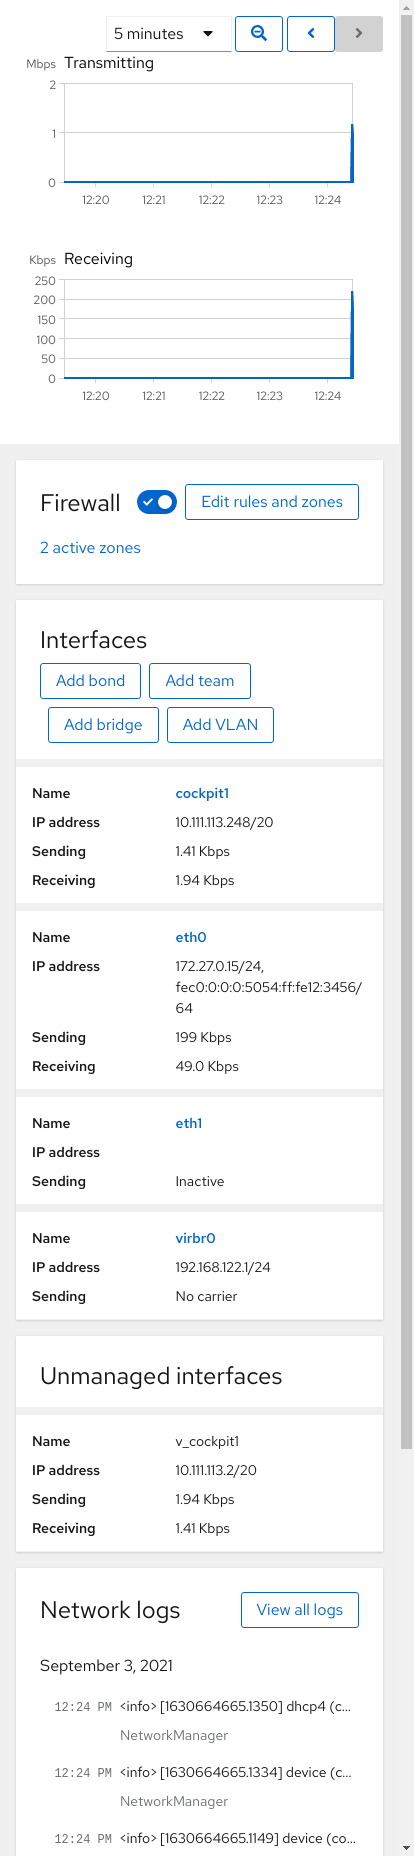 5 minutes
Mbps Transmitting
2
1
0
12:20 12:21 12:22 12:23 12:24
Kbps Receiving
250
200
150
100
50
0
12:20 12:21 12:22 12:23 12:24
Firewall Edit rules and zones
2 active zones
Interfaces
Add bond Add team
Add bridge Add VLAN
Name cockpit1
IP address 10.111.113.248/20
Sending 1.41 Kbps
Receiving 1.94 Kbps
Name eth0
IP address 172.27.0.15/24,
fec0:0:0:0:5054:ff:fe12:3456/
64
Sending 199 Kbps
Receiving 49.0 Kbps
Name eth1
IP address
Sending Inactive
Name virbr0
IP address 192.168.122.1/24
Sending No carrier
Unmanaged interfaces
Name v_cockpit1
IP address 10.111.113.2/20
Sending 1.94 Kbps
Receiving 1.41 Kbps
Network logs View all logs
September 3, 2021
12:24 PM <info> [1630664665.1350] dhcp4 (c...
NetworkManager
12:24 PM <info> [1630664665.1334] device (c...
NetworkManager
12:24 PM <info> [1630664665.1149] device (co...